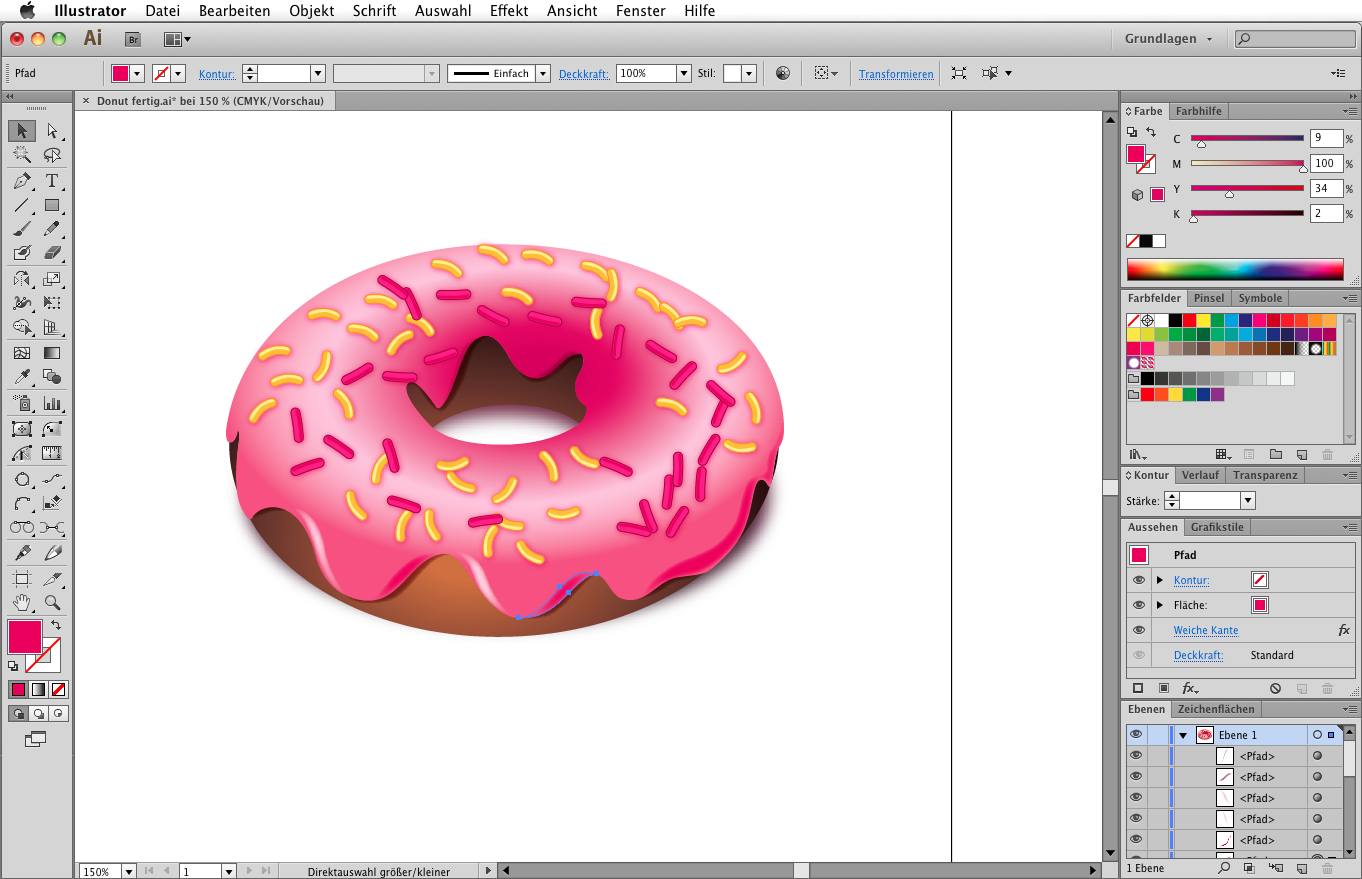 Illustrator Datei Bearbeiten Objekt Schrift Auswahl Effekt Ansicht Fenster Hilfe
Ai Br Grundlagen
Pfad Kontur: Einfach Deckkraft: 100% Stil: Transformieren
× Donut fertig.ai* bei 150 % (CMYK/Vorschau)
T
Farbe Farbhilfe
C 9 %
M 100 %
Y 34 %
K 2 %
Farbfelder Pinsel Symbole
Kontur Verlauf Transparenz
Stärke:
Aussehen Grafikstile
Pfad
Kontur:
Fläche:
Weiche Kante fx
Deckkraft: Standard
fx
Ebenen Zeichenflächen
Ebene 1
<Pfad>
<Pfad>
<Pfad>
<Pfad>
<Pfad>
1 Ebene
150% 1 Direktauswahl größer/kleiner